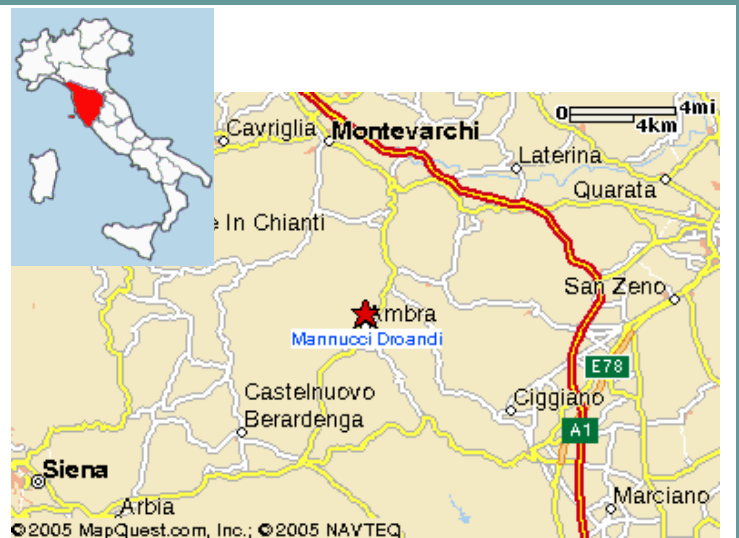 0 4mi
4km
Cavriglia
Montevarchi
Laterina
Quarata
e In Chianti
San Zeno
Ambra
Mannucci Droandi
E78
Castelnuovo
Berardenga
Ciggiano
A1
Siena
Marciano
Arbia
©2005 MapQuest.com, Inc.; ©2005 NAVTEQ